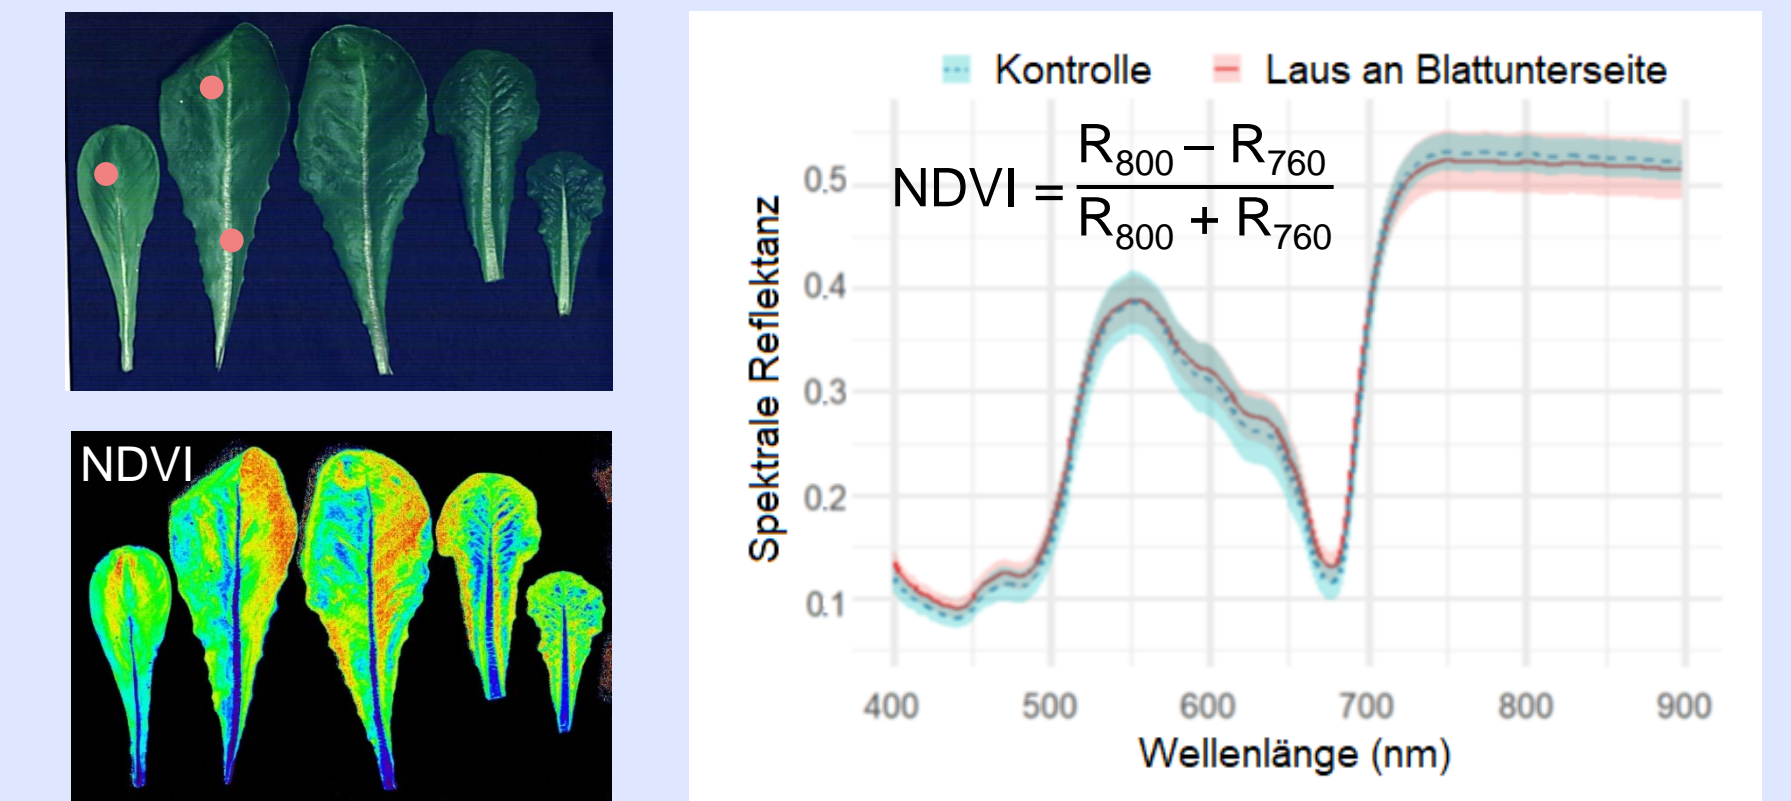 NDVI
Kontrolle
Laus an Blattunterseite
NDVI = R800 – R760
R800 + R760
Spektrale Reflektanz
0.5
0.4
0.3
0.2
0.1
400 500 600 700 800 900
Wellenlänge (nm)